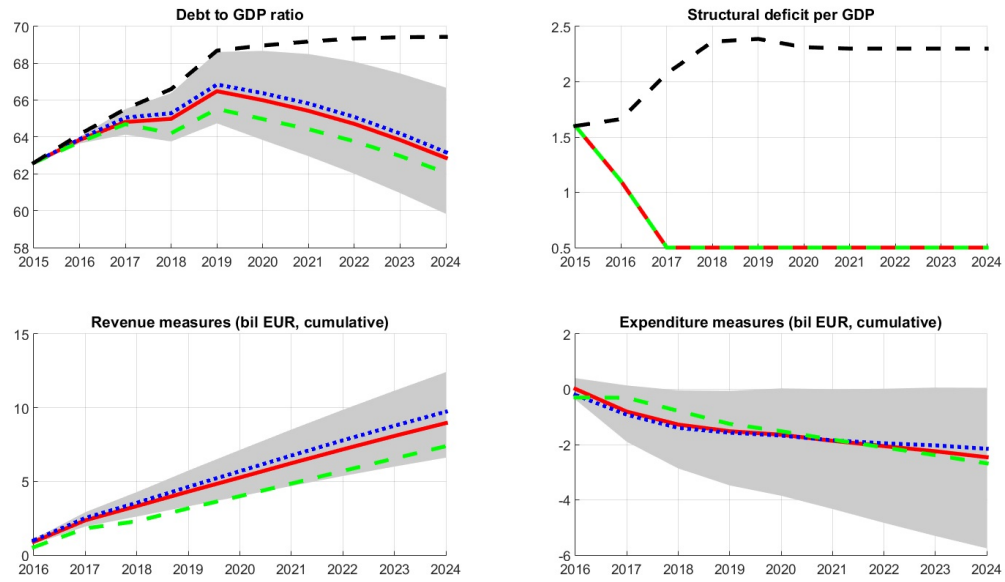 Debt to GDP ratio
70
68
66
64
62
60
58
2015 2016 2017 2018 2019 2020 2021 2022 2023 2024
Structural deficit per GDP
2.5
2
1.5
1
0.5
2015 2016 2017 2018 2019 2020 2021 2022 2023 2024
Revenue measures (bil EUR, cumulative)
15
10
5
0
2016 2017 2018 2019 2020 2021 2022 2023 2024
Expenditure measures (bil EUR, cumulative)
2
0
-2
-4
-6
2016 2017 2018 2019 2020 2021 2022 2023 2024